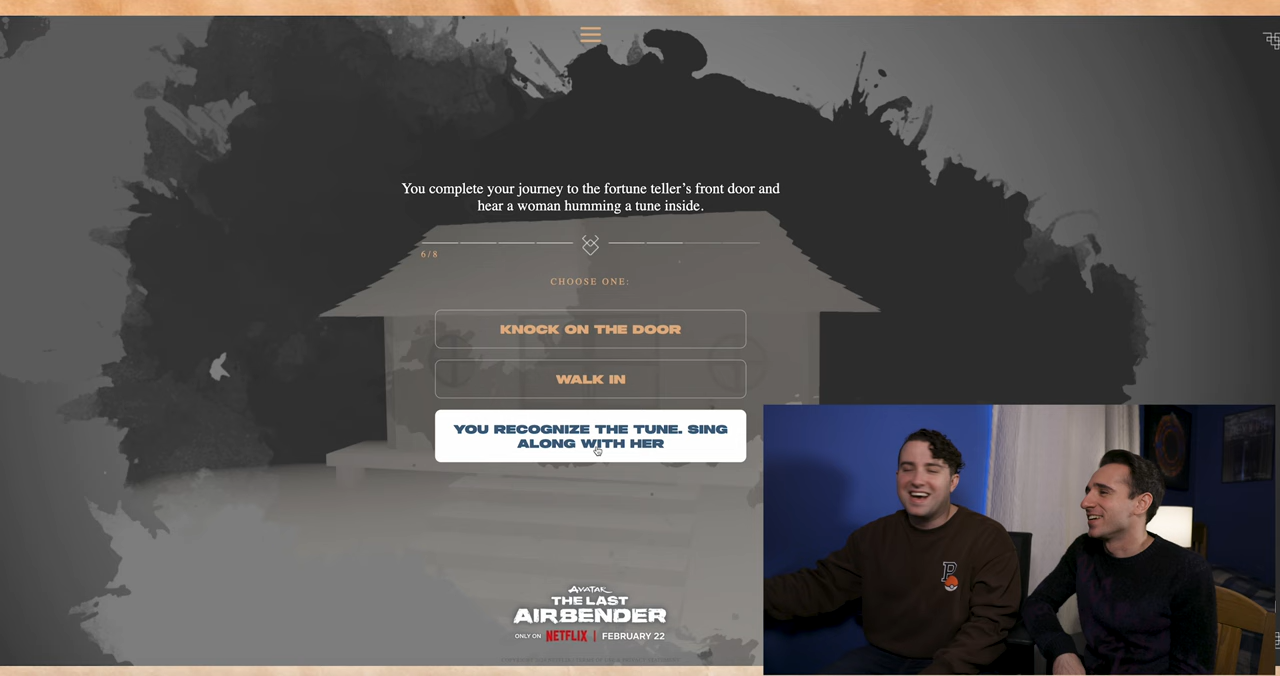 You complete your journey to the fortune teller's front door and
hear a woman humming a tune inside.
6/8
CHOOSE ONE:
KNOCK ON THE DOOR
WALK IN
YOU RECOGNIZE THE TUNE. SING
ALONG WITH HER
AVATAR
THE LAST
AIRBENDER
ONLY ON NETFLIX | FEBRUARY 22
P